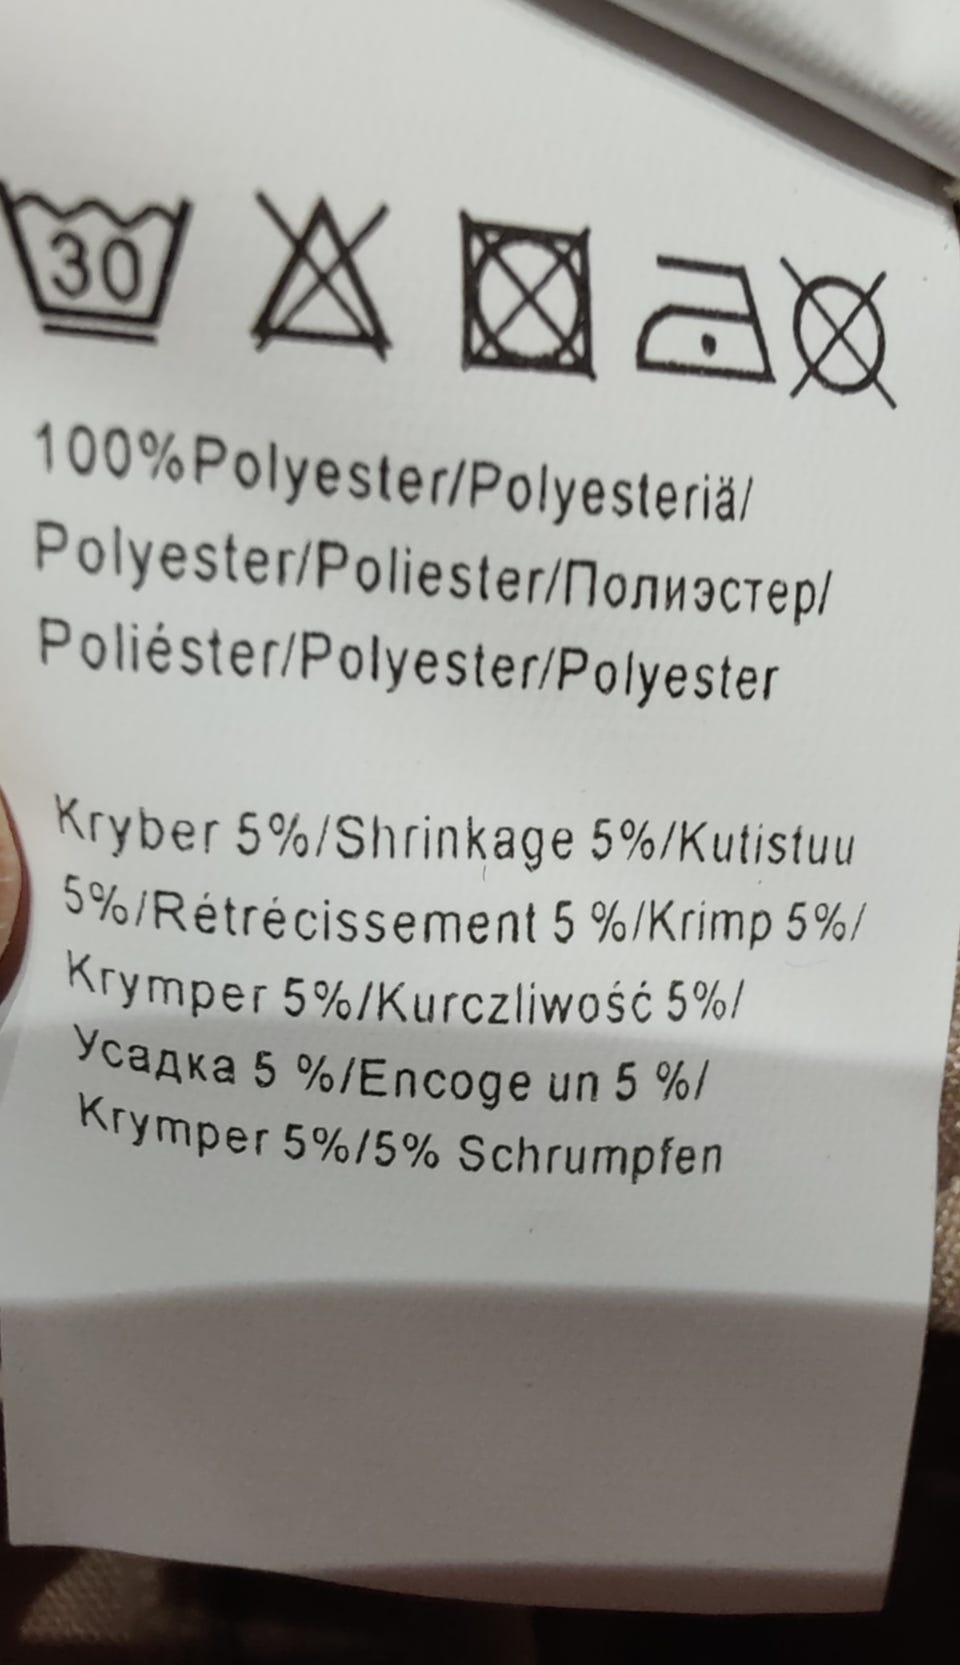 30
100%Polyester/Polyesteriä/
Polyester/Poliester/Полиэстер/
Poliéster/Polyester/Polyester
Kryber 5%/Shrinkage 5%/Kutistuu
5%/Rétrécissement 5 %/Krimp 5%/
Krymper 5%/Kurczliwość 5%/
Усадка 5 %/Encoge un 5 %/
Krymper 5%/5% Schrumpfen